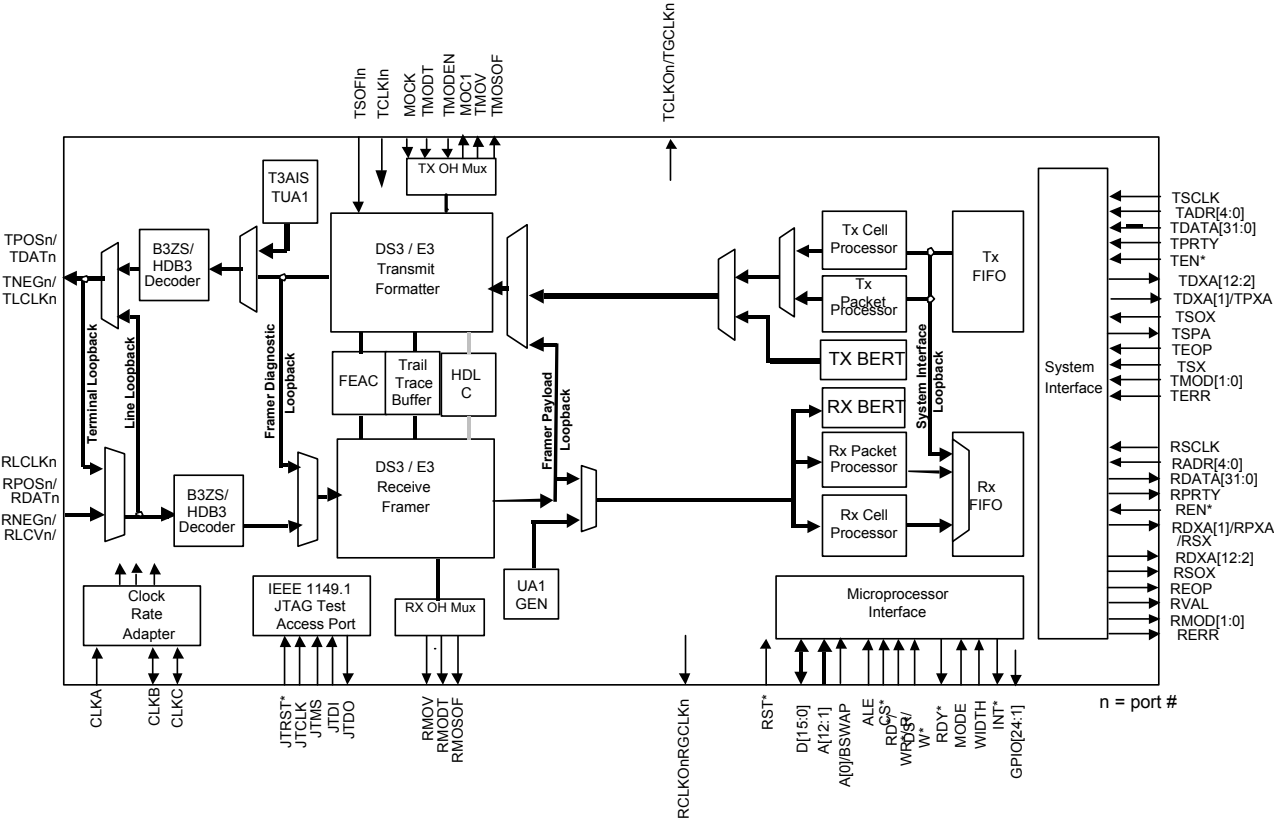 TSOFIn
TCLKIn
MOCK
TMODT
TMODEN
MOC1
TMOV
TMOSOF
TCLKOn/TGCLKn
TX OH Mux
T3AIS
TUA1
TPOSn/
TDATn
TNEGn/
TLCLKn
B3ZS/
HDB3
Decoder
DS3 / E3
Transmit
Formatter
Tx Cell
Processor
Tx
Packet
Processor
Tx
FIFO
TX BERT
RX BERT
Terminal Loopback
Line Loopback
Framer Diagnostic
Loopback
FEAC
Trail
Trace
Buffer
HDL
C
Framer Payload
Loopback
System Interface
Loopback
System
Interface
TSCLK
TADR[4:0]
TDATA[31:0]
TPRTY
TEN*
TDXA[12:2]
TDXA[1]/TPXA
TSOX
TSPA
TEOP
TSX
TMOD[1:0]
TERR
RSCLK
RADR[4:0]
RDATA[31:0]
RPRTY
REN*
RDXA[1]/RPXA
/RSX
RDXA[12:2]
RSOX
REOP
RVAL
RMOD[1:0]
RERR
RLCLKn
RPOSn/
RDATn
RNEGn/
RLCVn/
B3ZS/
HDB3
Decoder
DS3 / E3
Receive
Framer
Rx Packet
Processor
Rx Cell
Processor
Rx
FIFO
UA1
GEN
Clock
Rate
Adapter
IEEE 1149.1
JTAG Test
Access Port
RX OH Mux
Microprocessor
Interface
CLKA
CLKB
CLKC
JTRST*
JTCLK
JTMS
JTDI
JTDO
RMOV
RMODT
RMOSOF
RCLKOnRGCLKn
RST*
D[15:0]
A[12:1]
A[0]/BSWAP
ALE
CS*
RD*/
DS*
WR*/R/
W*
RDY*
MODE
WIDTH
INT*
GPIO[24:1]
n = port #